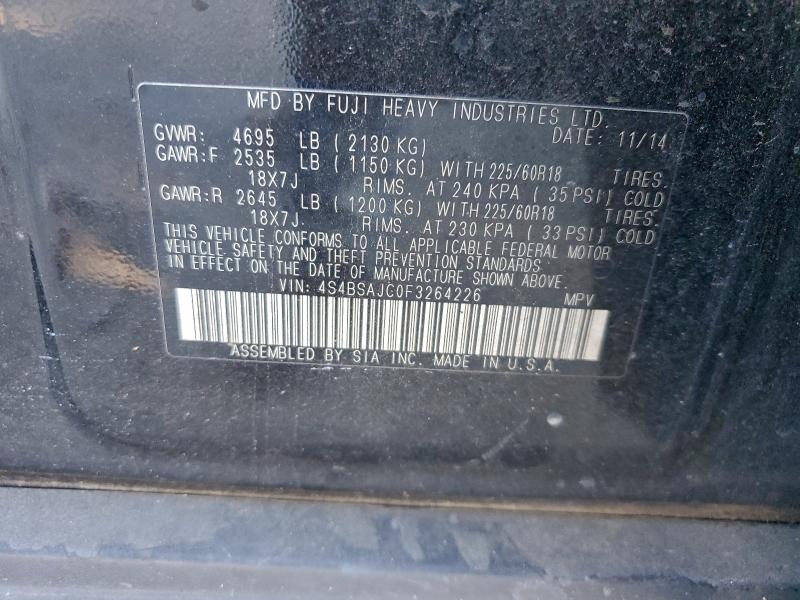 MFD BY FUJI HEAVY INDUSTRIES LTD.
DATE: 11/14
GVWR: 4695 LB ( 2130 KG)
GAWR:F 2535 LB ( 1150 KG) WITH 225/60R18 TIRES.
18X7J RIMS. AT 240 KPA ( 35 PSI) COLD
GAWR:R 2645 LB ( 1200 KG) WITH 225/60R18 TIRES.
18X7J. RIMS. AT 230 KPA ( 33 PSI) COLD
THIS VEHICLE CONFORMS TO ALL APPLICABLE FEDERAL MOTOR
VEHICLE SAFETY AND THEFT PREVENTION STANDARDS
IN EFFECT ON THE DATE OF MANUFACTURE SHOWN ABOVE.
VIN: 4S4BSAJC0F3264226 MPV
ASSEMBLED BY SIA INC. MADE IN U.S.A.